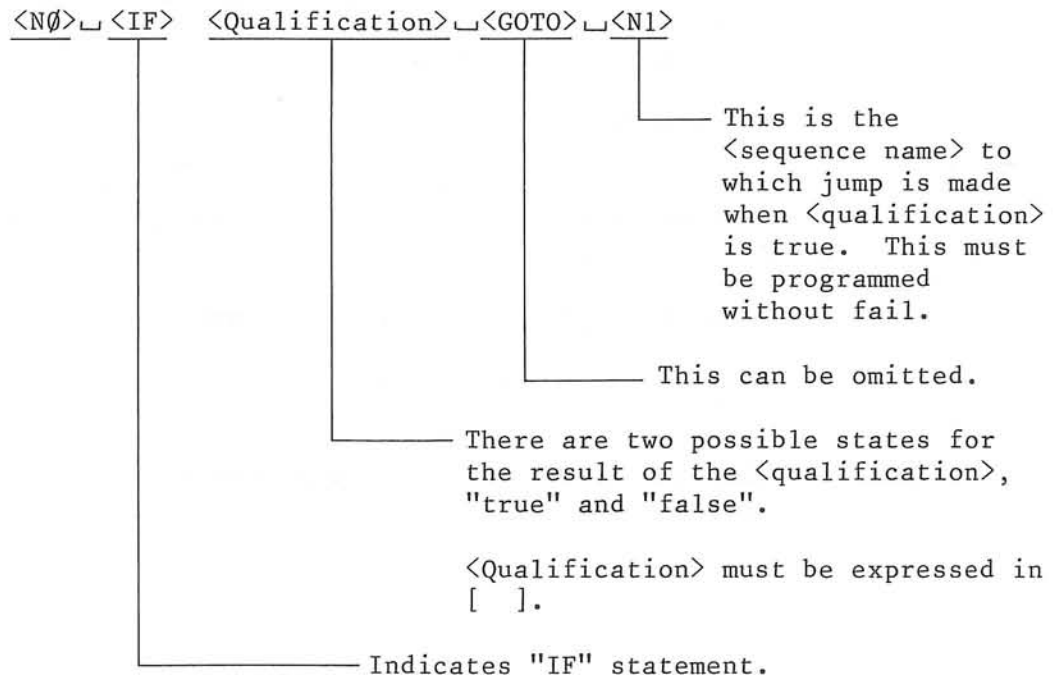 <NØ>␣<IF> <Qualification>␣<GOTO>␣<N1>
This is the
<sequence name> to
which jump is made
when <qualification>
is true. This must
be programmed
without fail.
This can be omitted.
There are two possible states for
the result of the <qualification>,
"true" and "false".
<Qualification> must be expressed in
[ ].
Indicates "IF" statement.